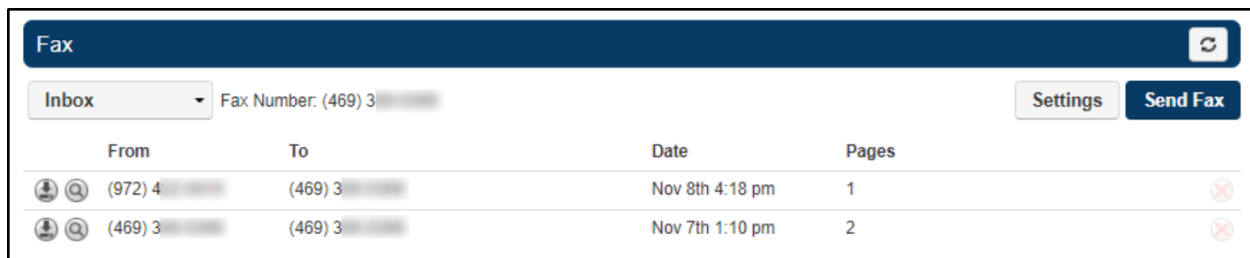 Fax
Inbox Fax Number: (469) 3 Settings Send Fax
From To Date Pages
(972) 4 (469) 3 Nov 8th 4:18 pm 1
(469) 3 (469) 3 Nov 7th 1:10 pm 2